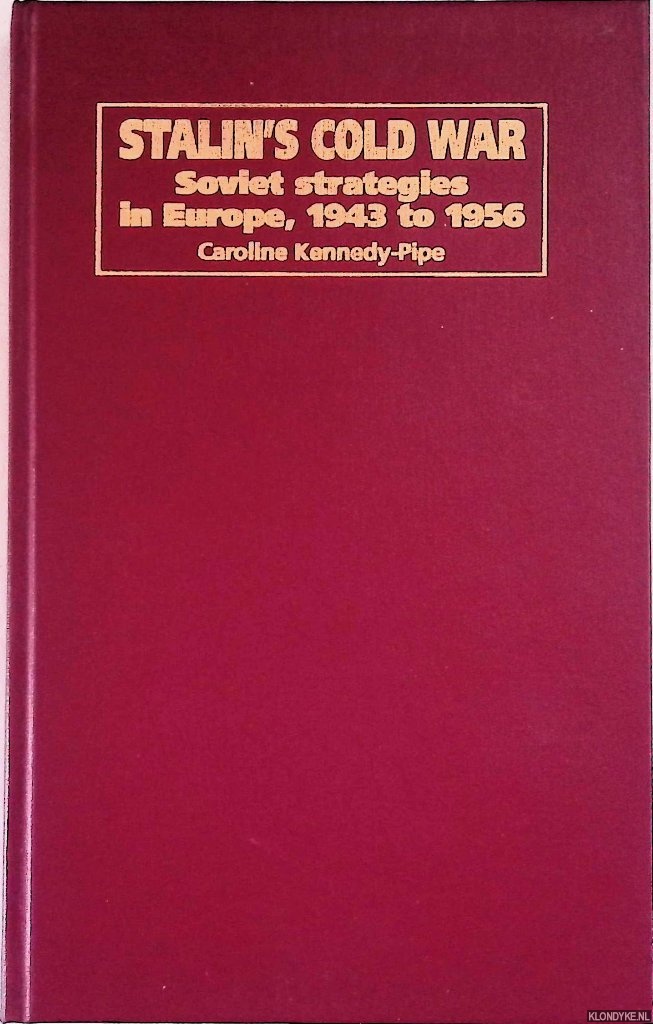 STALIN'S COLD WAR
Soviet strategies
in Europe, 1943 to 1956
Caroline Kennedy-Pipe
KLONDYKE.NL